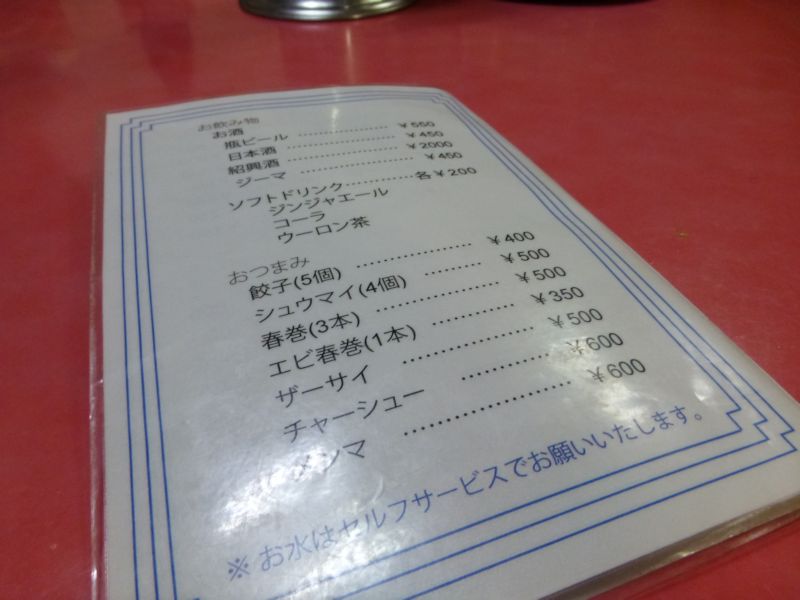 お飲み物
お酒
瓶ビール ……………… ¥550
日本酒 ……………… ¥450
紹興酒 ……………… ¥2000
ジーマ ……………… ¥450
ソフトドリンク………… 各¥200
ジンジャエール
コーラ
ウーロン茶
おつまみ
餃子(5個) ……………… ¥400
シュウマイ(4個) ……… ¥500
春巻(3本) ……………… ¥500
エビ春巻(1本) ………… ¥350
ザーサイ ……………… ¥500
チャーシュー ………… ¥600
メンマ ……………… ¥600
※ お水はセルフサービスでお願いいたします。